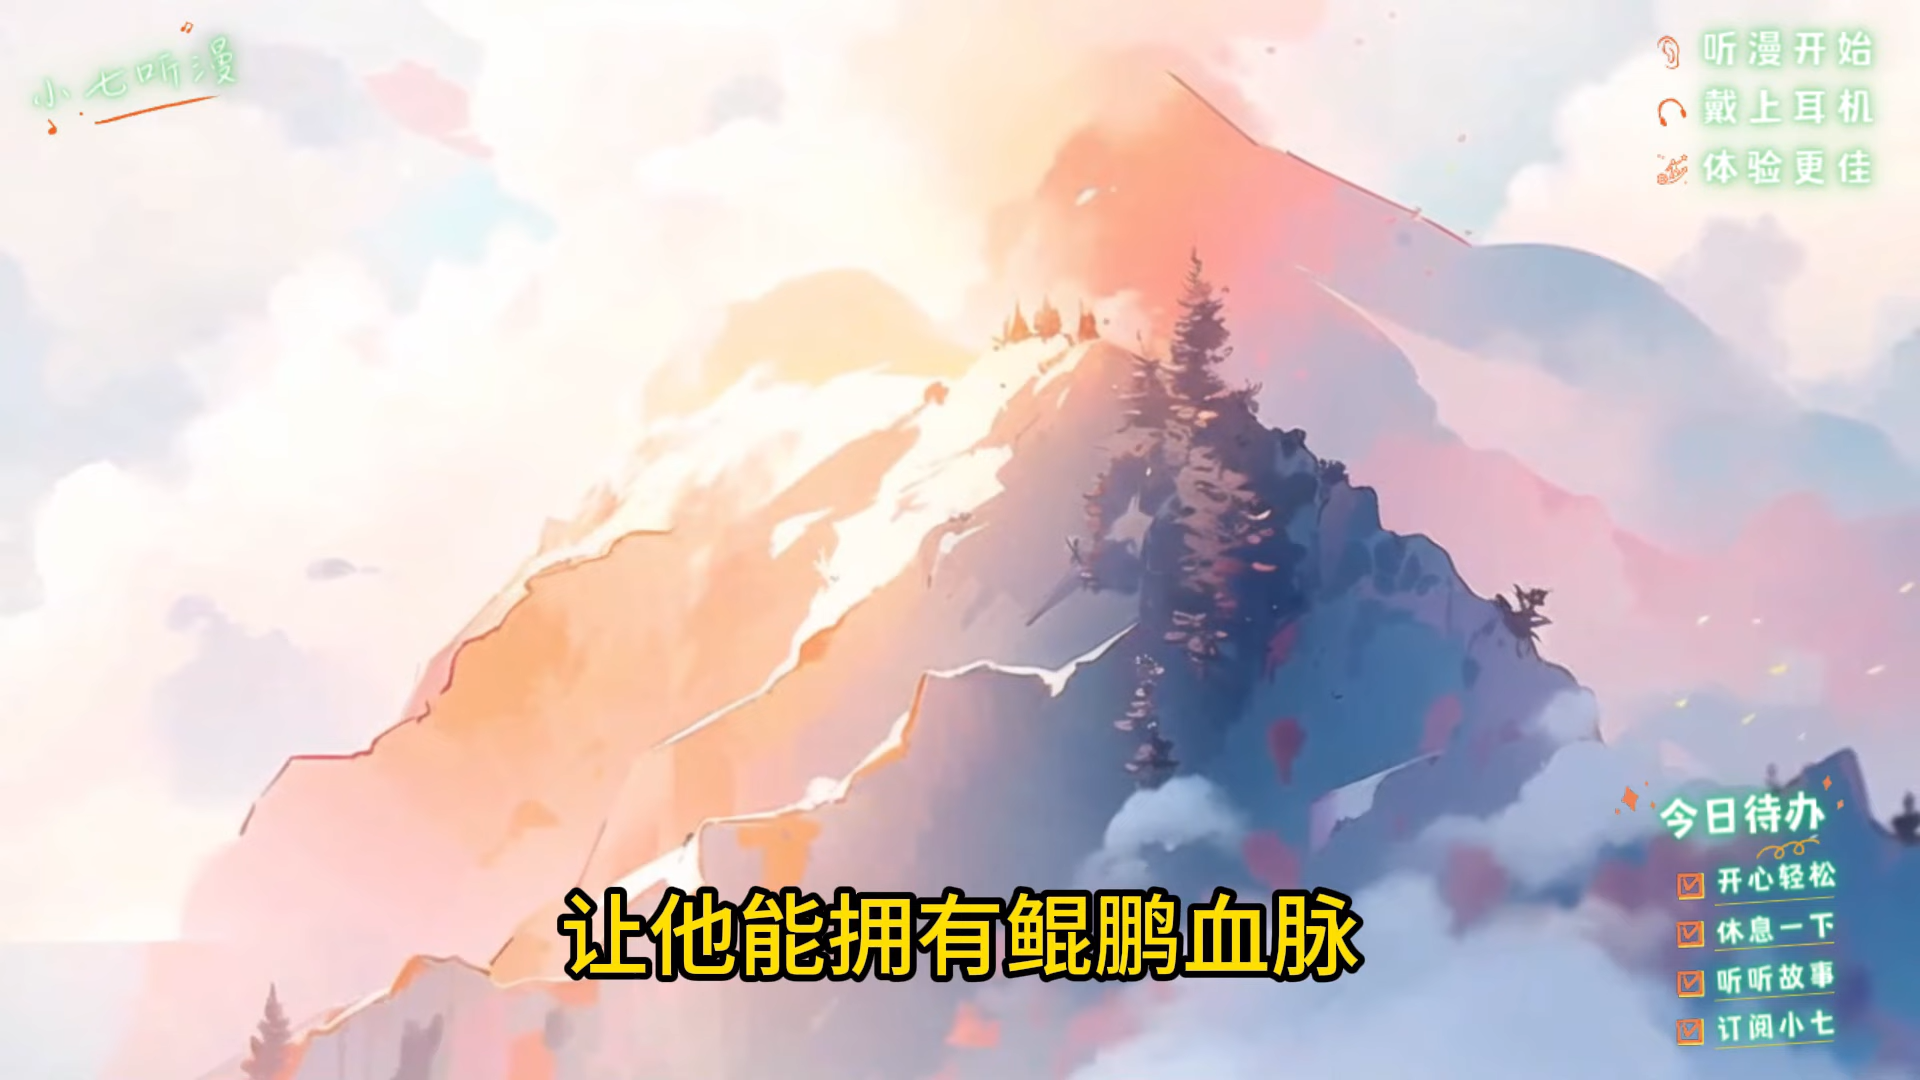 小七听漫
听漫开始
戴上耳机
体验更佳
今日待办
开心轻松
休息一下
听听故事
订阅小七
让他能拥有鲲鹏血脉